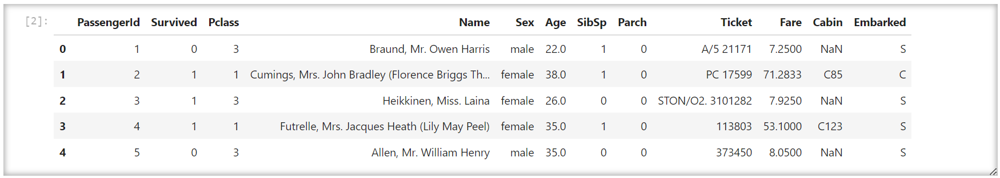 [2]: PassengerId Survived Pclass Name Sex Age SibSp Parch Ticket Fare Cabin Embarked
0 1 0 3 Braund, Mr. Owen Harris male 22.0 1 0 A/5 21171 7.2500 NaN S
1 2 1 1 Cumings, Mrs. John Bradley (Florence Briggs Th... female 38.0 1 0 PC 17599 71.2833 C85 C
2 3 1 3 Heikkinen, Miss. Laina female 26.0 0 0 STON/O2. 3101282 7.9250 NaN S
3 4 1 1 Futrelle, Mrs. Jacques Heath (Lily May Peel) female 35.0 1 0 113803 53.1000 C123 S
4 5 0 3 Allen, Mr. William Henry male 35.0 0 0 373450 8.0500 NaN S